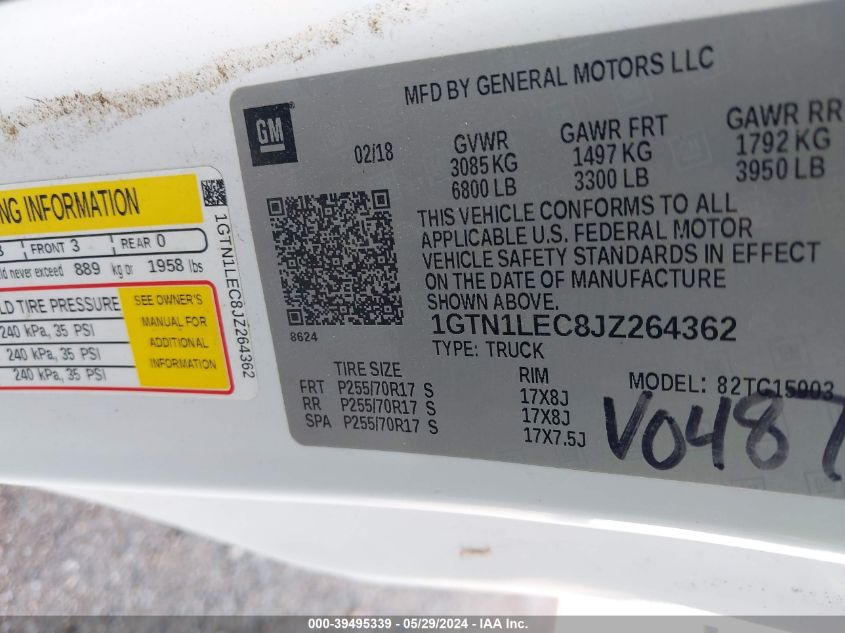 MFD BY GENERAL MOTORS LLC
GM
02/18
GVWR GAWR FRT GAWR RR
3085 KG 1497 KG 1792 KG
6800 LB 3300 LB 3950 LB
THIS VEHICLE CONFORMS TO ALL
APPLICABLE U.S. FEDERAL MOTOR
VEHICLE SAFETY STANDARDS IN EFFECT
ON THE DATE OF MANUFACTURE
SHOWN ABOVE.
8624
1GTN1LEC8JZ264362
TYPE: TRUCK
TIRE SIZE RIM MODEL: 82TC15003
FRT P255/70R17 S 17X8J
RR P255/70R17 S 17X8J
SPA P255/70R17 S 17X7.5J
V0487
INFORMATION
FRONT 3 REAR 0
never exceed 889 kg or 1958 lbs
TIRE PRESSURE
240 kPa, 35 PSI
240 kPa, 35 PSI
240 kPa, 35 PSI
SEE OWNER'S
MANUAL FOR
ADDITIONAL
INFORMATION
1GTN1LEC8JZ264362
000-39495339 - 05/29/2024 - IAA Inc.